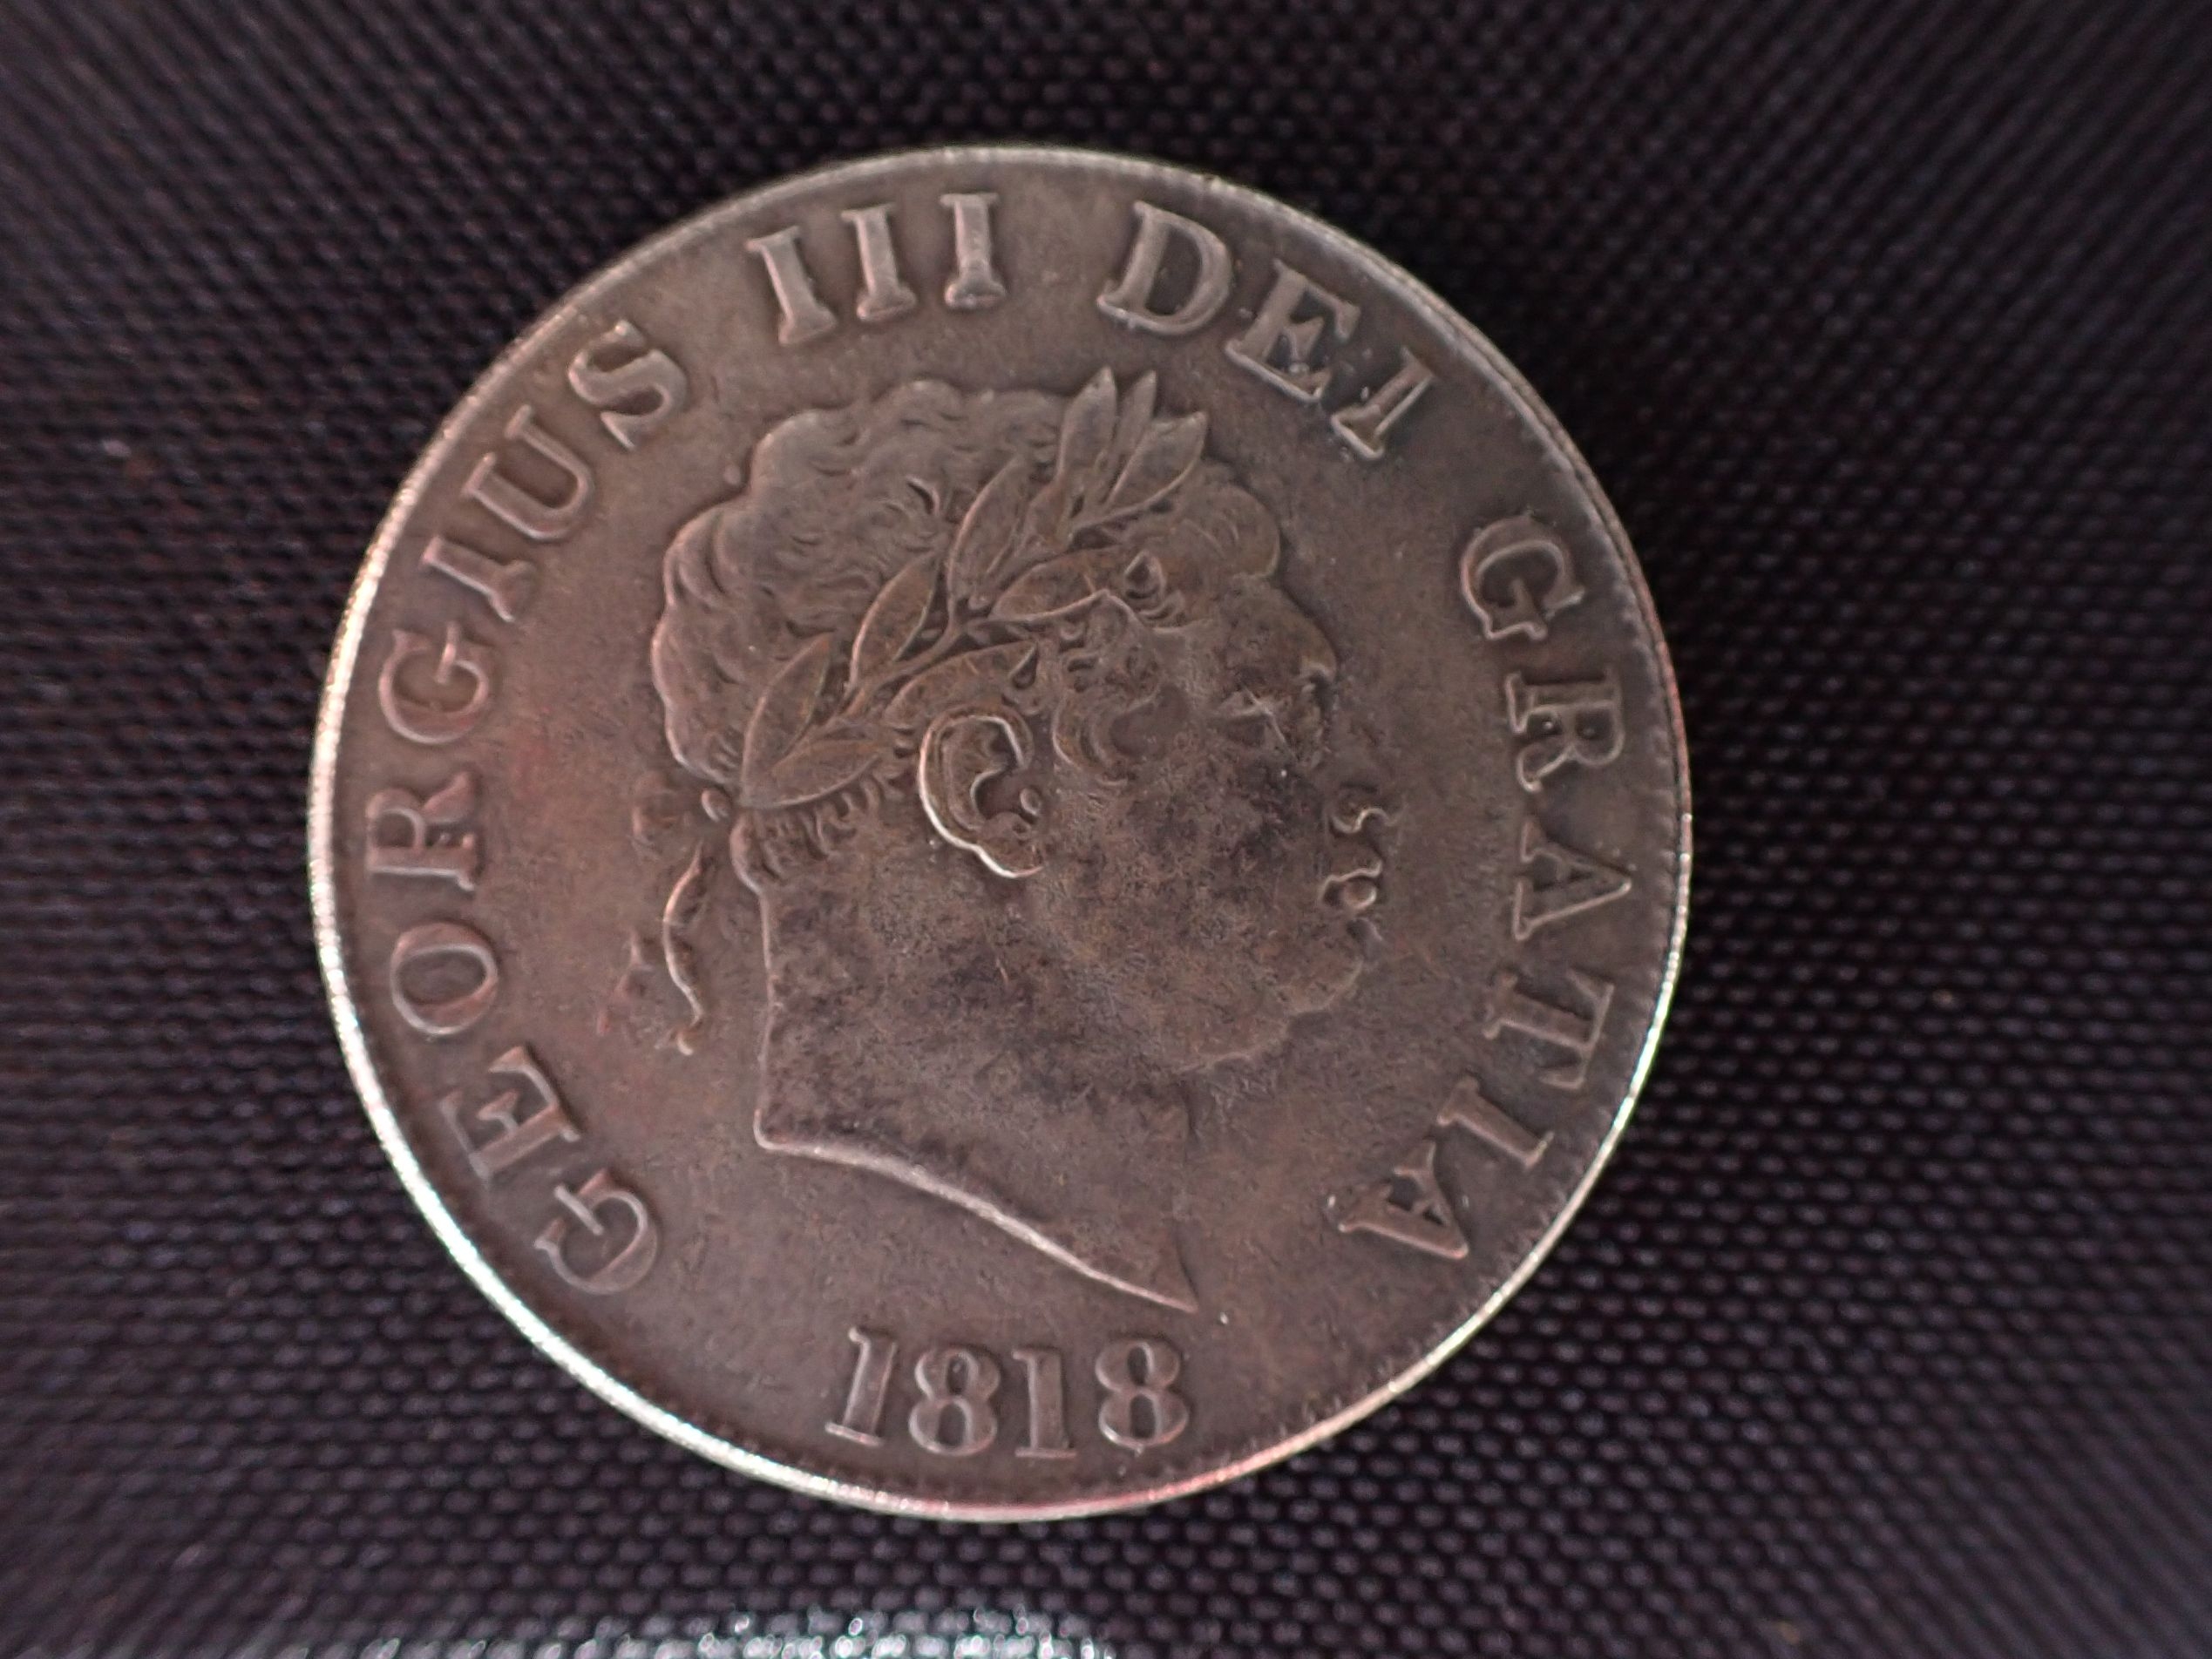 GEORGIUS III DEI GRATIA
1818